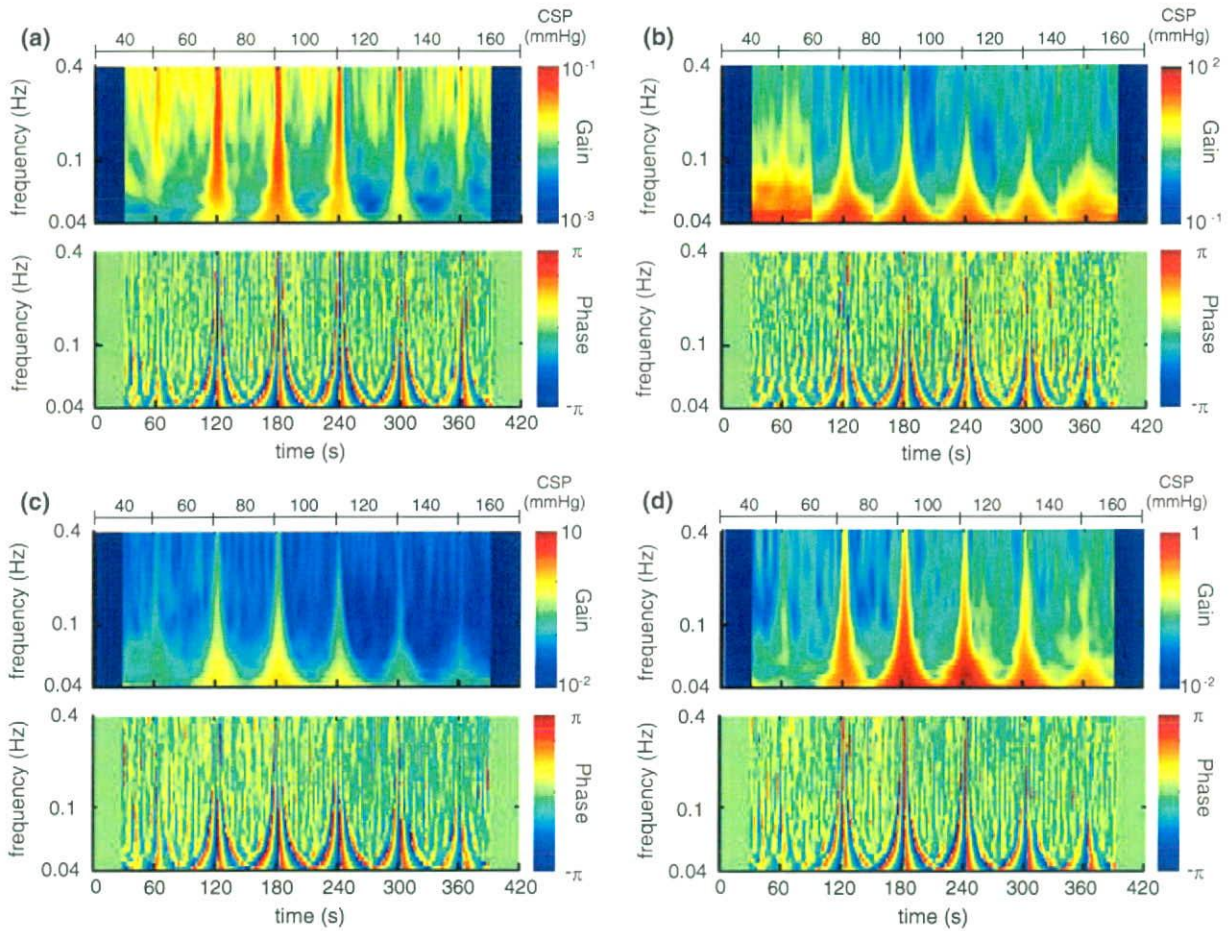 (a)
40 60 80 100 120 140 160
CSP (mmHg)
frequency (Hz)
0.4
0.1
0.04
10-1
Gain
10-3
frequency (Hz)
0.4
0.1
0.04
π
Phase
-π
0 60 120 180 240 300 360 420
time (s)
(b)
40 60 80 100 120 140 160
CSP (mmHg)
frequency (Hz)
0.4
0.1
0.04
10 2
Gain
10-1
frequency (Hz)
0.4
0.1
0.04
π
Phase
-π
0 60 120 180 240 300 360 420
time (s)
(c)
40 60 80 100 120 140 160
CSP (mmHg)
frequency (Hz)
0.4
0.1
0.04
10
Gain
10-2
frequency (Hz)
0.4
0.1
0.04
π
Phase
-π
0 60 120 180 240 300 360 420
time (s)
(d)
40 60 80 100 120 140 160
CSP (mmHg)
frequency (Hz)
0.4
0.1
0.04
1
Gain
10-2
frequency (Hz)
0.4
0.1
0.04
π
Phase
-π
0 60 120 180 240 300 360 420
time (s)